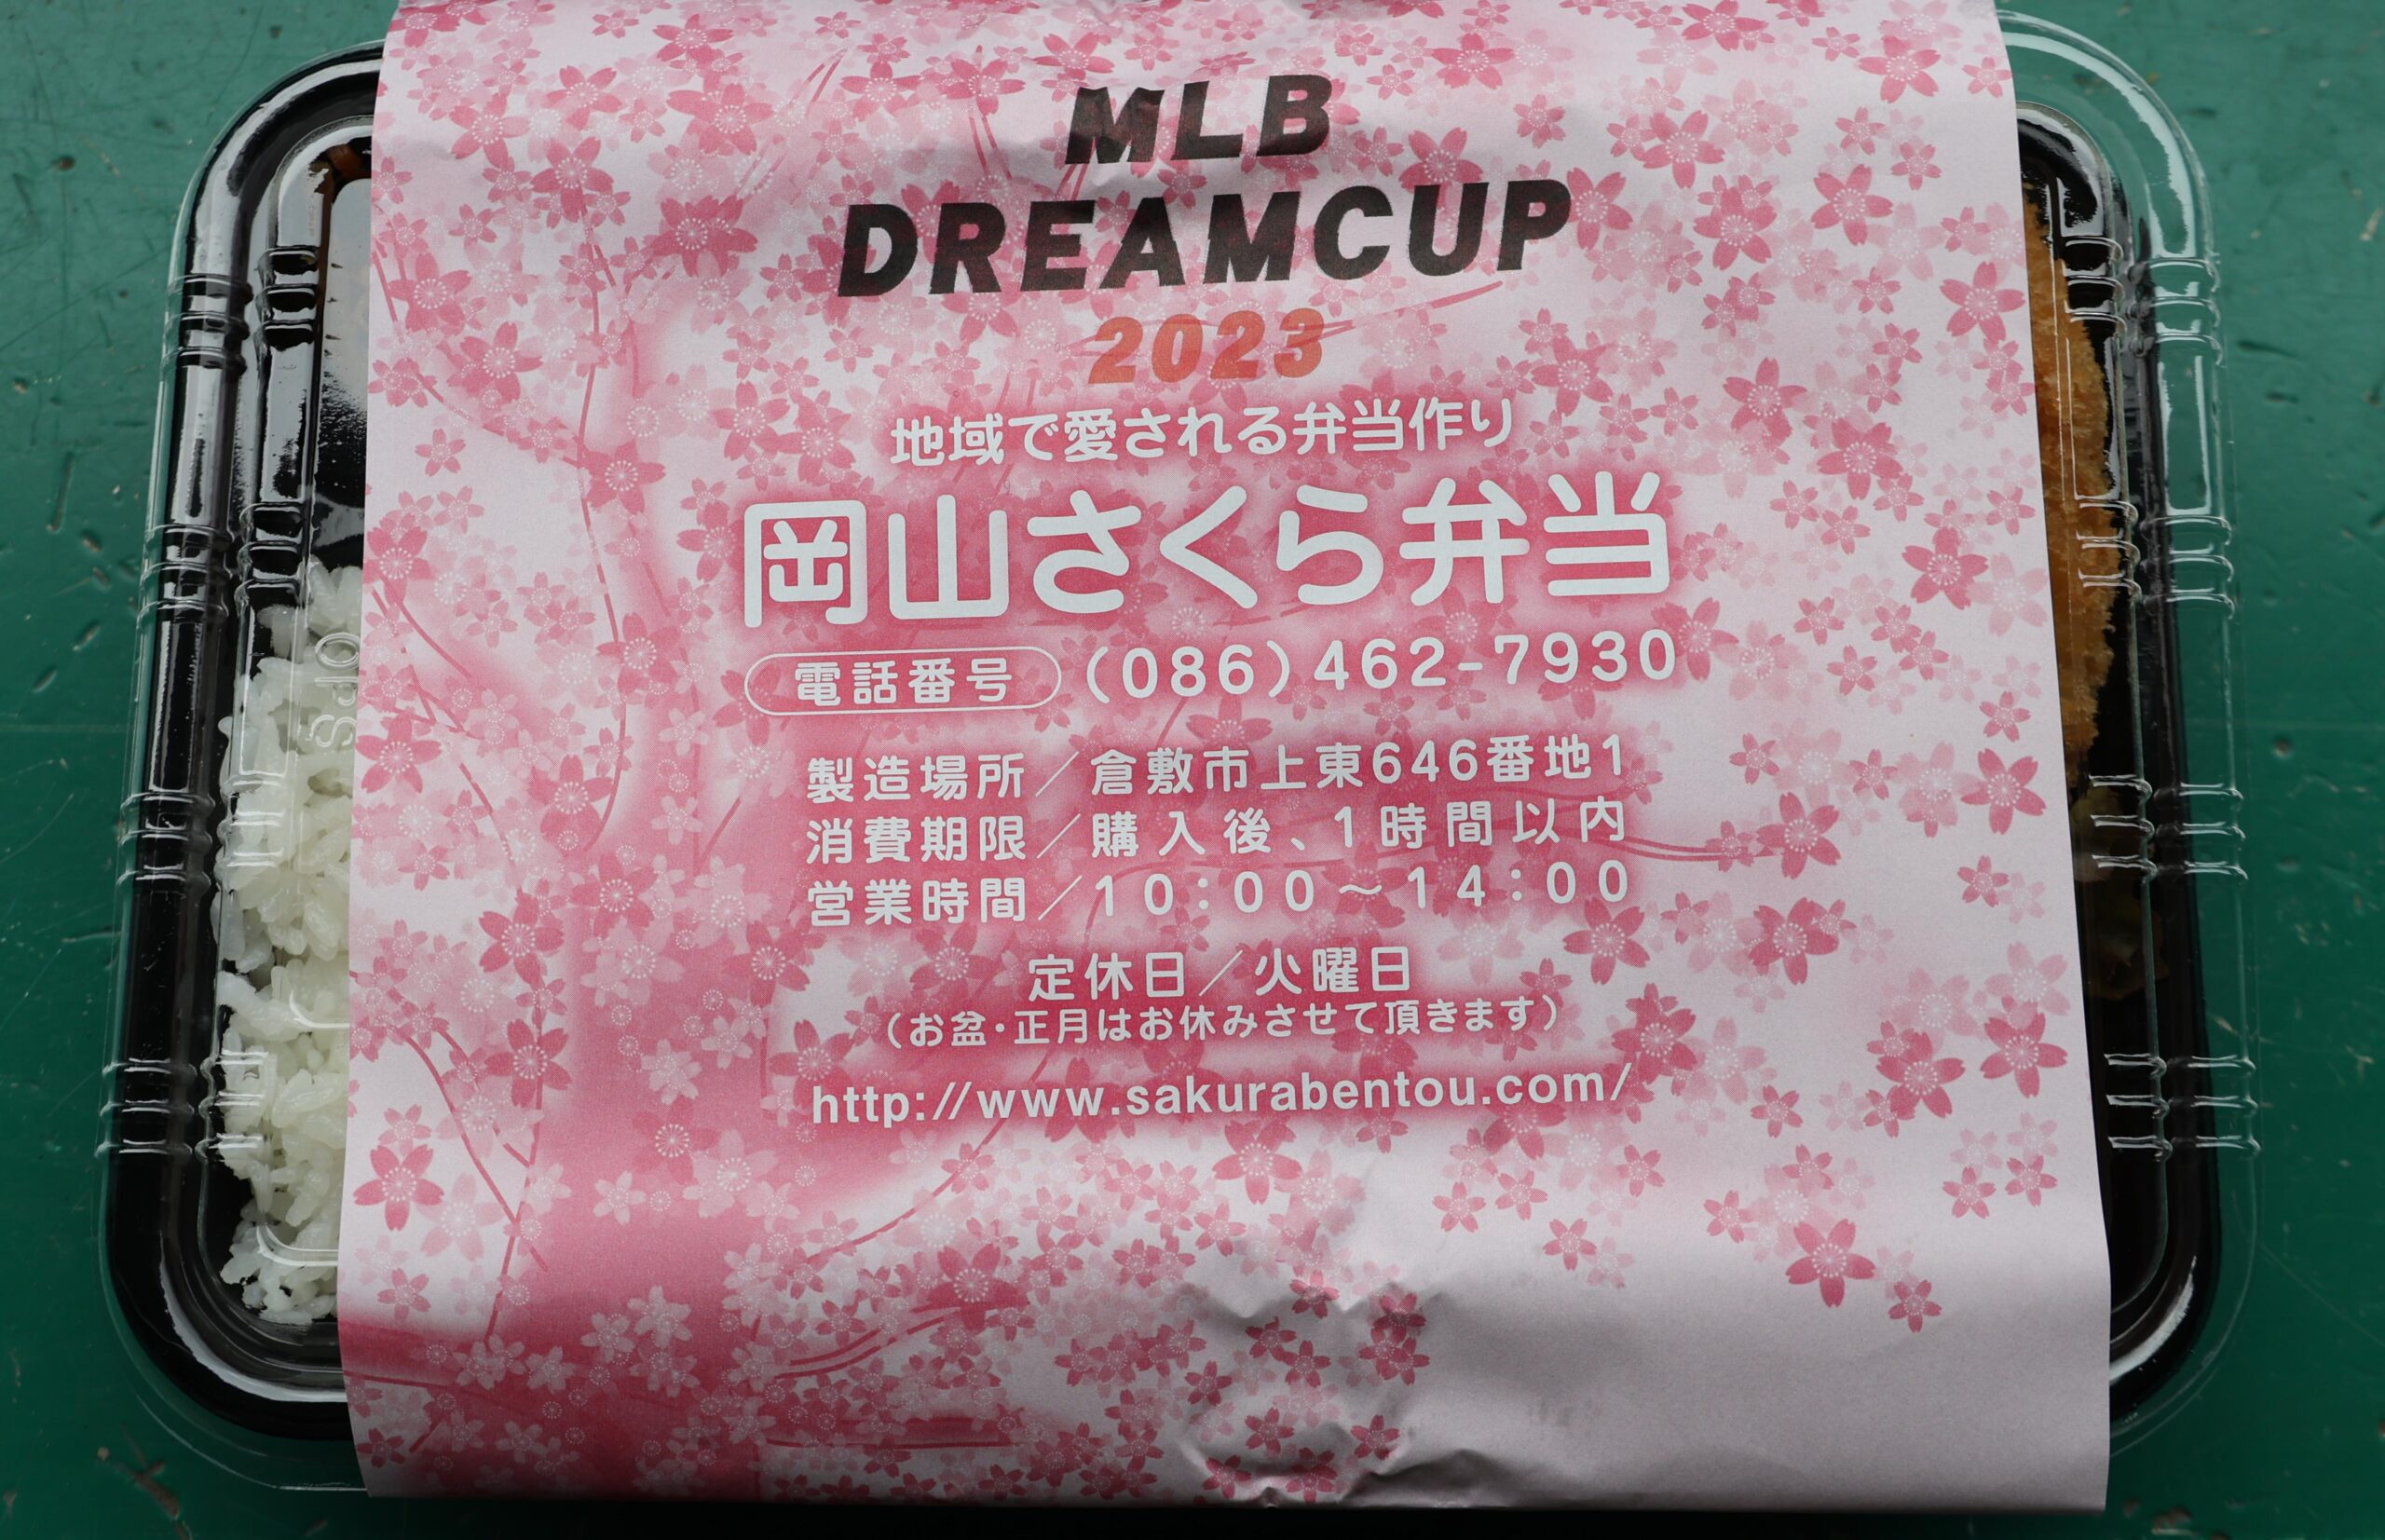 MLB
DREAMCUP
2023
地域で愛される弁当作り
岡山さくら弁当
電話番号 (086)462-7930
製造場所／倉敷市上東646番地1
消費期限／購入後、1時間以内
営業時間／10：00～14：00
定休日／火曜日
（お盆・正月はお休みさせて頂きます）
http://www.sakurabentou.com/
OPS